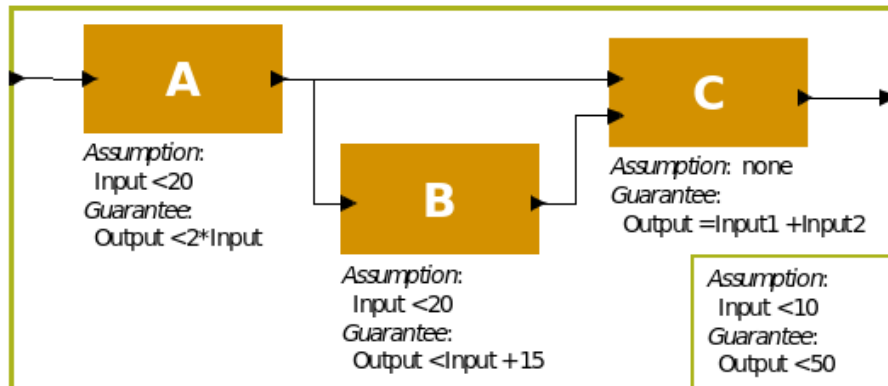 A
Assumption:
Input <20
Guarantee:
Output <2*Input
B
Assumption:
Input <20
Guarantee:
Output <Input +15
C
Assumption: none
Guarantee:
Output =Input1 +Input2
Assumption:
Input <10
Guarantee:
Output <50